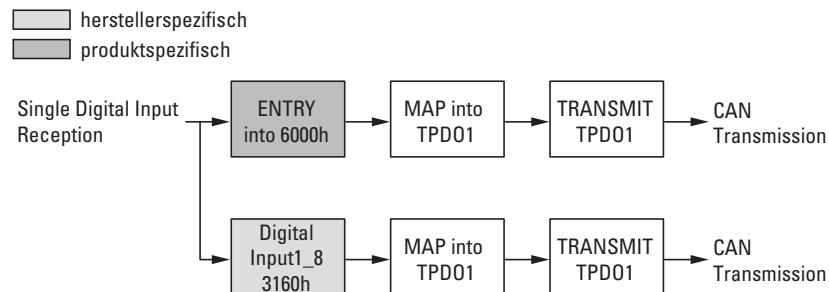 herstellerspezifisch
produktspezifisch
Single Digital Input
Reception
ENTRY
into 6000h
MAP into
TPDO1
TRANSMIT
TPDO1
CAN
Transmission
Digital
Input1_8
3160h
MAP into
TPDO1
TRANSMIT
TPDO1
CAN
Transmission